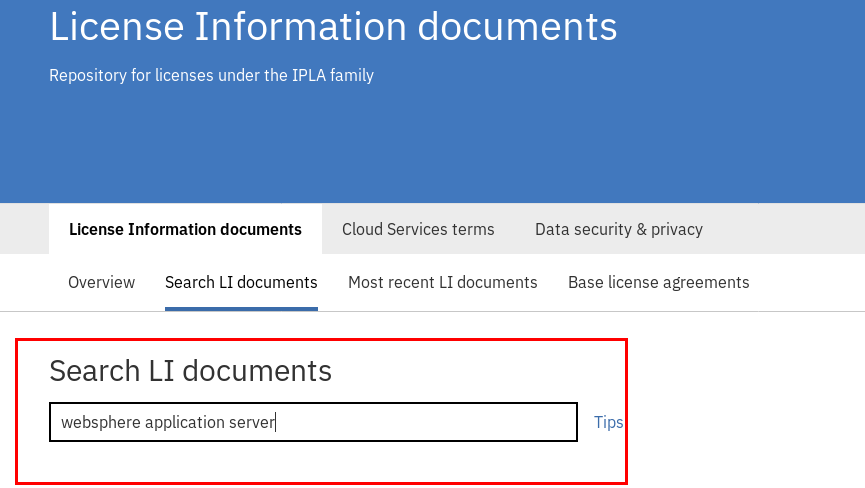 License Information documents
Repository for licenses under the IPLA family
License Information documents Cloud Services terms Data security & privacy
Overview Search LI documents Most recent LI documents Base license agreements
Search LI documents
websphere application server Tips